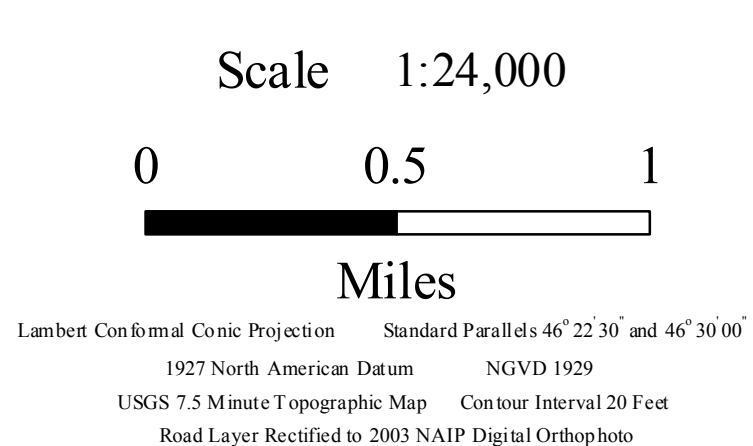 Scale 1:24,000
0 0.5 1
Miles
Lambert Conformal Conic Projection Standard Parallels 46° 22' 30" and 46° 30' 00"
1927 North American Datum NGVD 1929
USGS 7.5 Minute Topographic Map Contour Interval 20 Feet
Road Layer Rectified to 2003 NAIP Digital Orthophoto